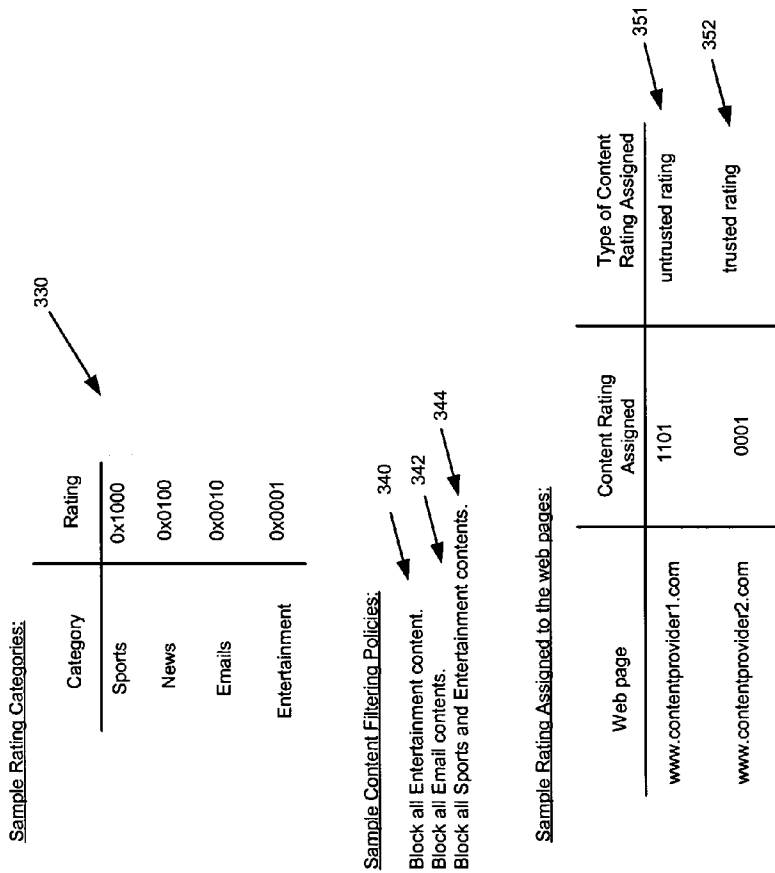 Sample Rating Categories:
Category Rating
Sports 0x1000
News 0x0100
Emails 0x0010
Entertainment 0x0001
330
Sample Content Filtering Policies:
Block all Entertainment content.
340
Block all Email contents.
342
Block all Sports and Entertainment contents.
344
Sample Rating Assigned to the web pages:
Web page Content Rating Assigned Type of Content Rating Assigned
www.contentprovider1.com 1101 untrusted rating
351
www.contentprovider2.com 0001 trusted rating
352